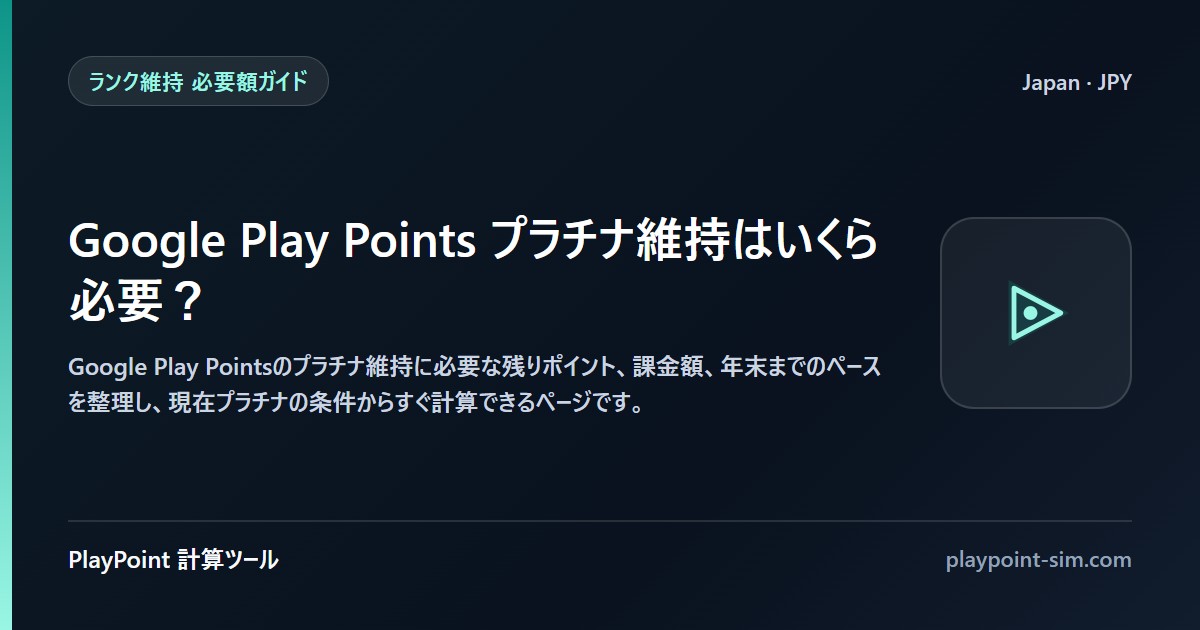 ランク維持 必要額ガイド
Japan · JPY
Google Play Points プラチナ維持はいくら
必要？
Google Play Pointsのプラチナ維持に必要な残りポイント、課金額、年末までのペース
を整理し、現在プラチナの条件からすぐ計算できるページです。
PlayPoint 計算ツール
playpoint-sim.com